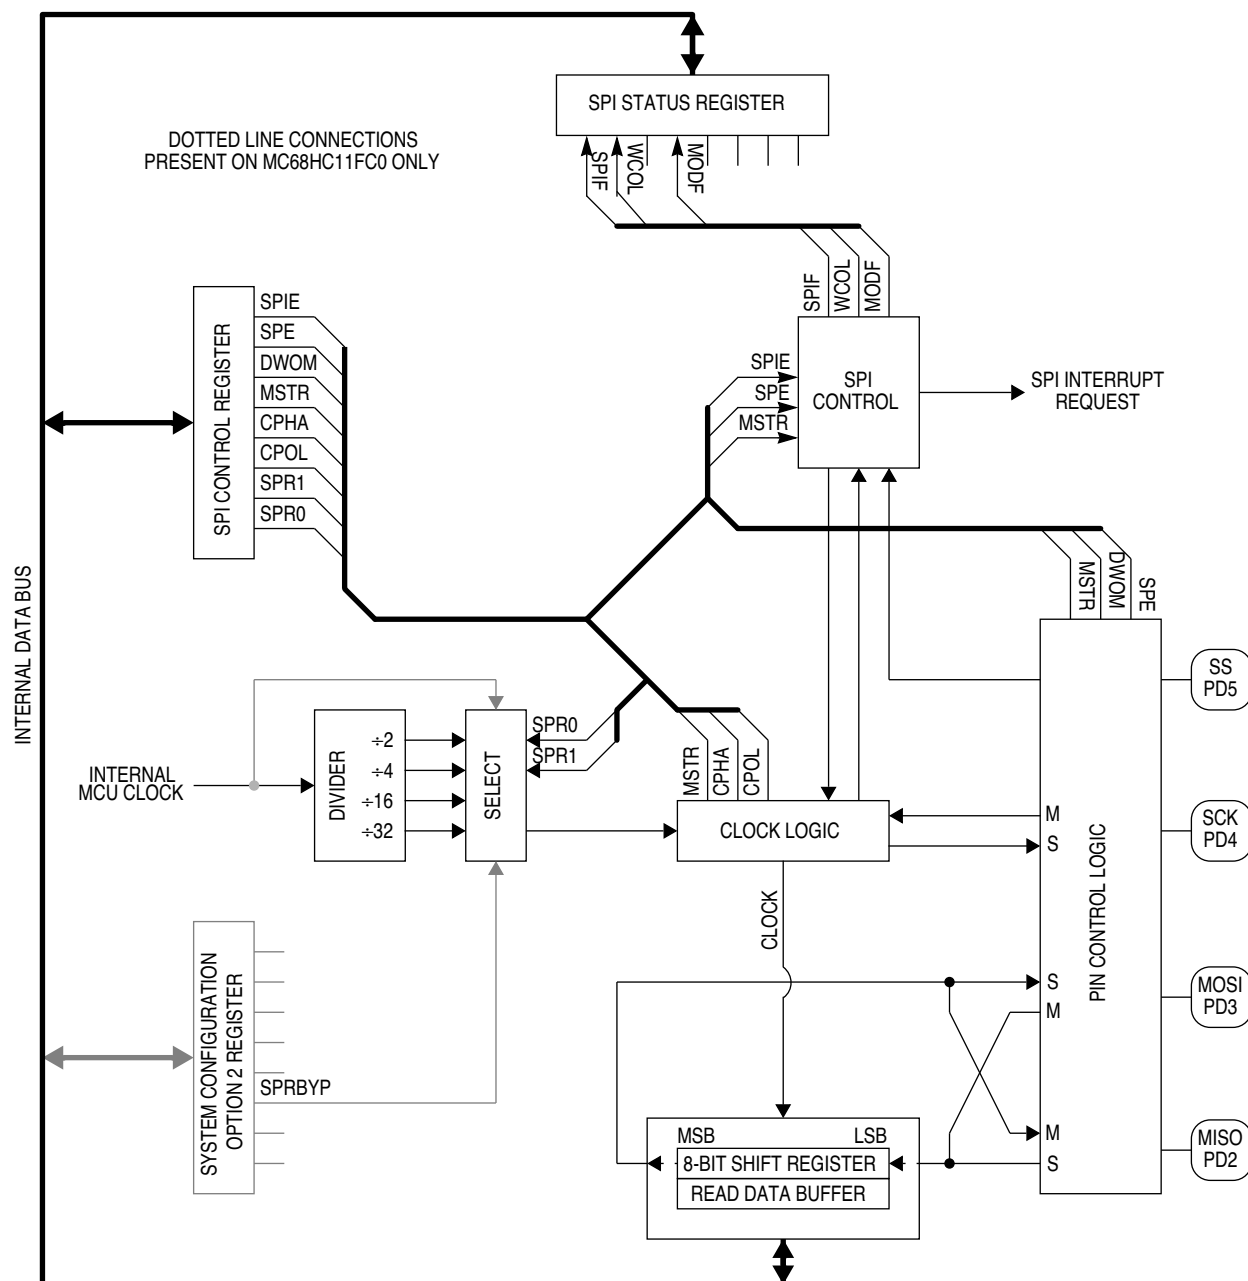 SPI STATUS REGISTER
DOTTED LINE CONNECTIONS
PRESENT ON MC68HC11FC0 ONLY
SPIF
WCOL
MODF
SPIF
WCOL
MODF
SPI CONTROL REGISTER
SPIE
SPE
DWOM
MSTR
CPHA
CPOL
SPR1
SPR0
SPIE
SPE
MSTR
SPI
CONTROL
SPI INTERRUPT
REQUEST
INTERNAL DATA BUS
MSTR
DWOM
SPE
SS
PD5
INTERNAL
MCU CLOCK
DIVIDER
÷2
÷4
÷16
÷32
SELECT
SPR0
SPR1
MSTR
CPHA
CPOL
CLOCK LOGIC
M
S
PIN CONTROL LOGIC
SCK
PD4
CLOCK
SYSTEM CONFIGURATION
OPTION 2 REGISTER
SPRBYP
S
M
MOSI
PD3
MSB
LSB
8-BIT SHIFT REGISTER
READ DATA BUFFER
M
S
MISO
PD2